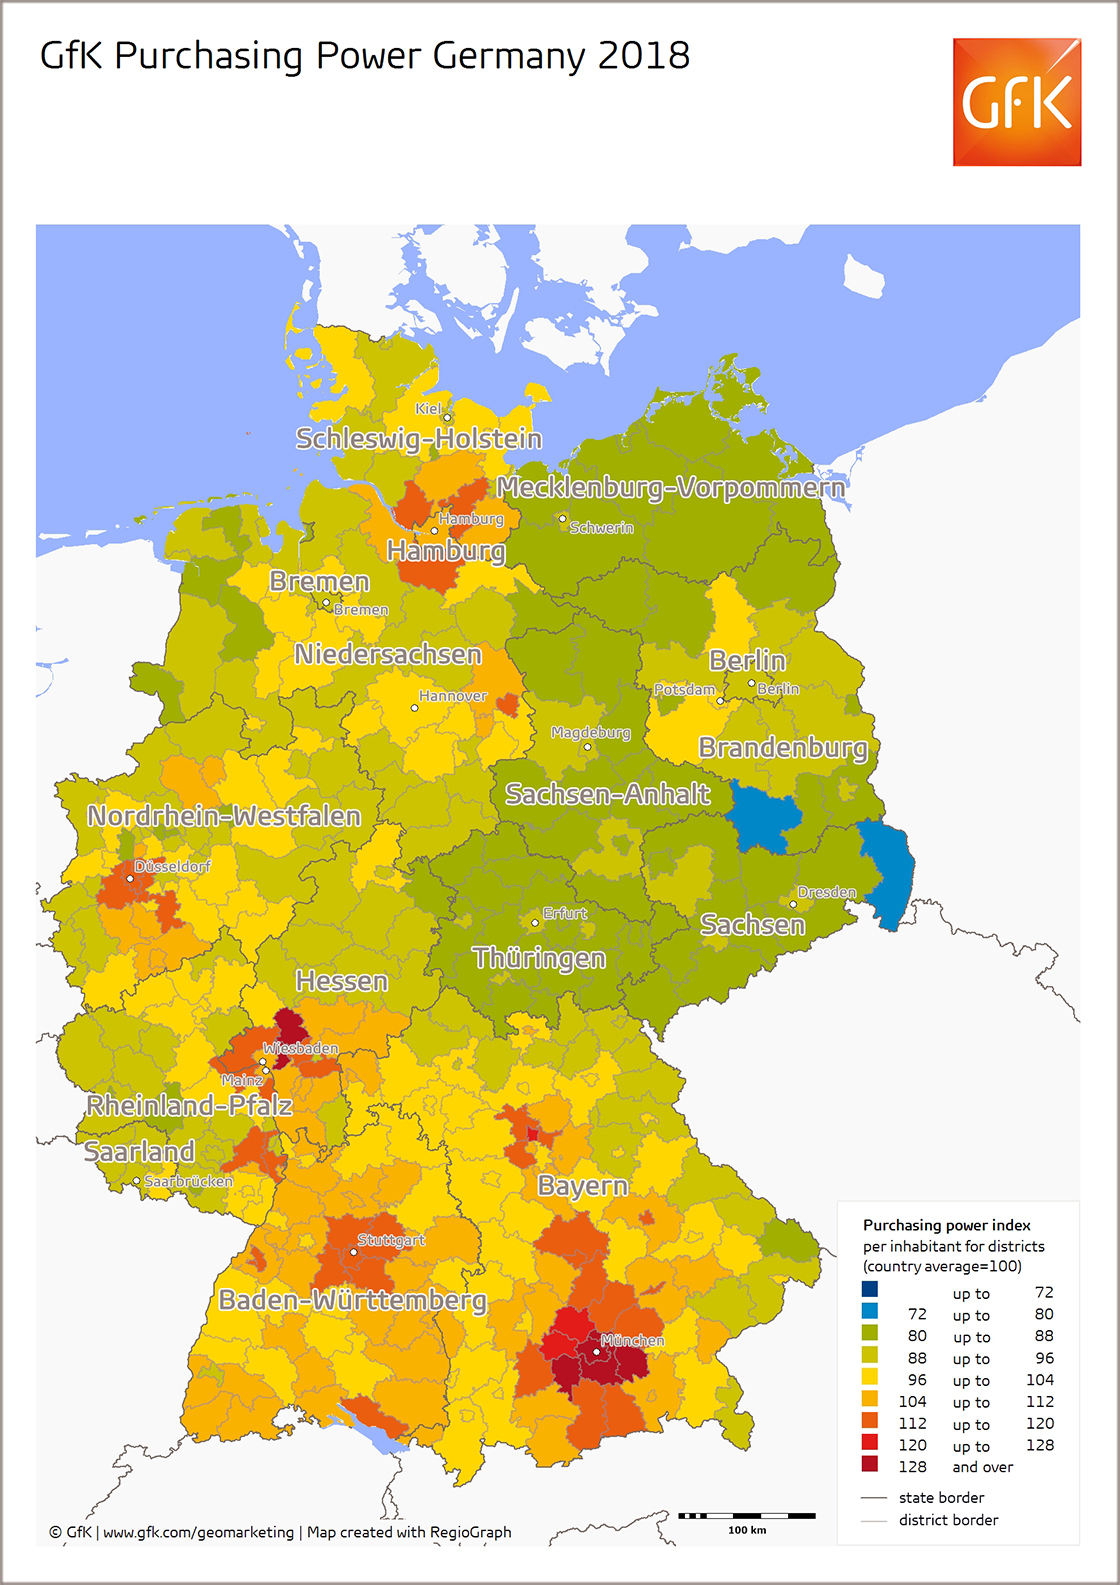 GfK Purchasing Power Germany 2018
GfK
Kiel
Schleswig-Holstein
Mecklenburg-Vorpommern
Hamburg
Schwerin
Hamburg
Bremen
Bremen
Niedersachsen
Berlin
Hannover
Potsdam
Berlin
Magdeburg
Brandenburg
Sachsen-Anhalt
Nordrhein-Westfalen
Düsseldorf
Dresden
Erfurt
Sachsen
Thüringen
Hessen
Wiesbaden
Mainz
Rheinland-Pfalz
Saarland
Saarbrücken
Bayern
Stuttgart
Baden-Württemberg
München
Purchasing power index
per inhabitant for districts
(country average=100)
up to 72
72 up to 80
80 up to 88
88 up to 96
96 up to 104
104 up to 112
112 up to 120
120 up to 128
128 and over
state border
district border
100 km
© GfK | www.gfk.com/geomarketing | Map created with RegioGraph